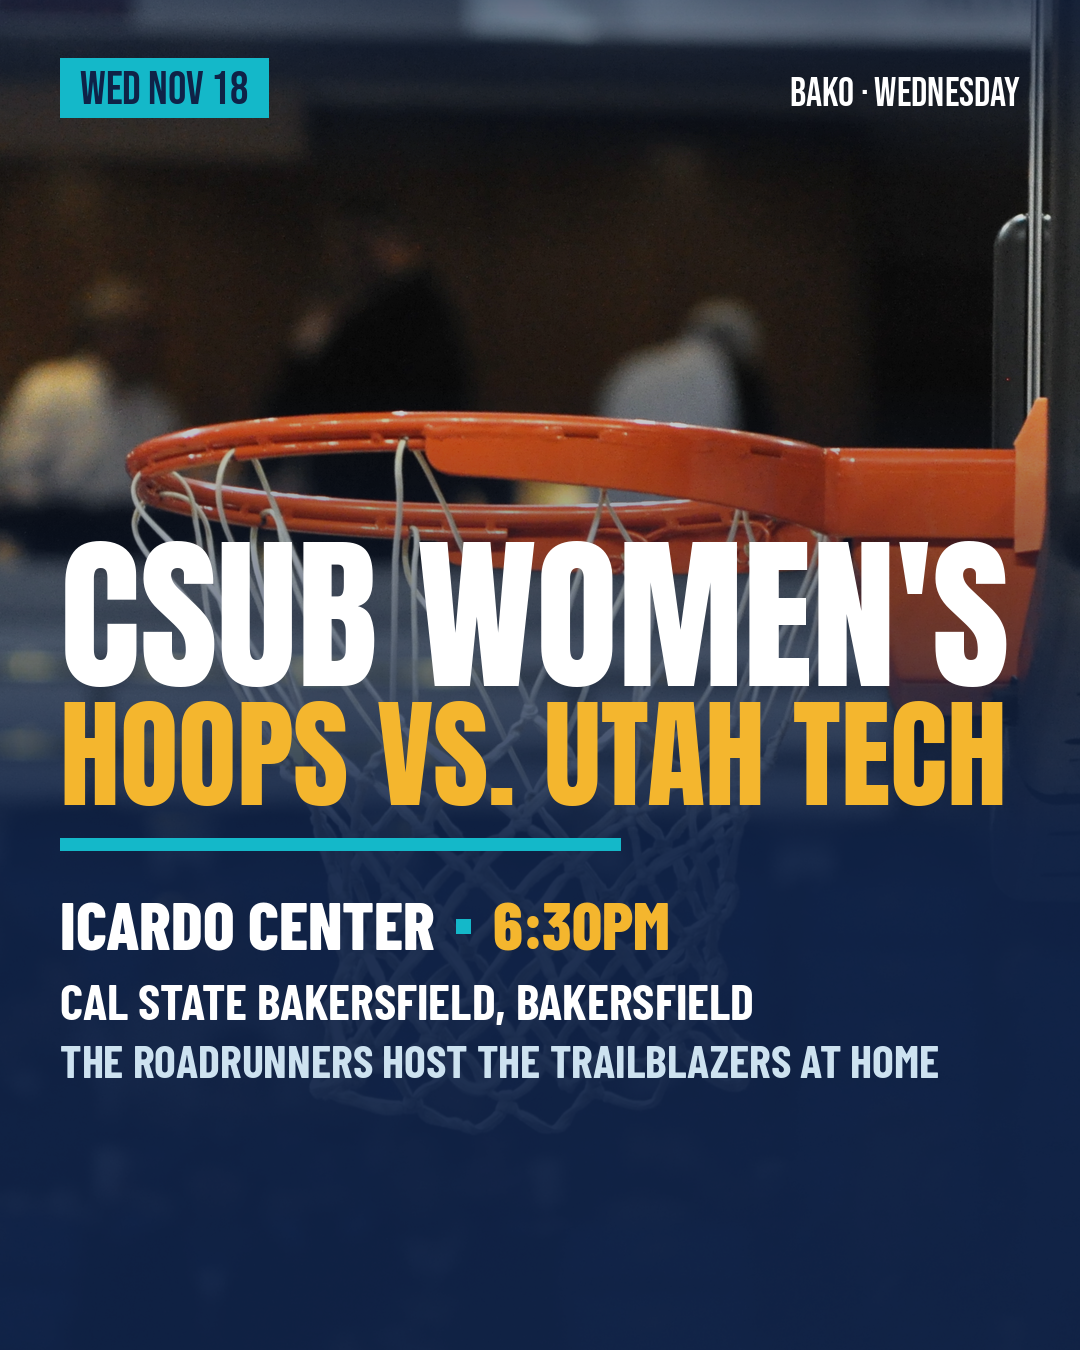 WED NOV 18
BAKO · WEDNESDAY
CSUB WOMEN'S
HOOPS VS. UTAH TECH
ICARDO CENTER ▪ 6:30PM
CAL STATE BAKERSFIELD, BAKERSFIELD
THE ROADRUNNERS HOST THE TRAILBLAZERS AT HOME